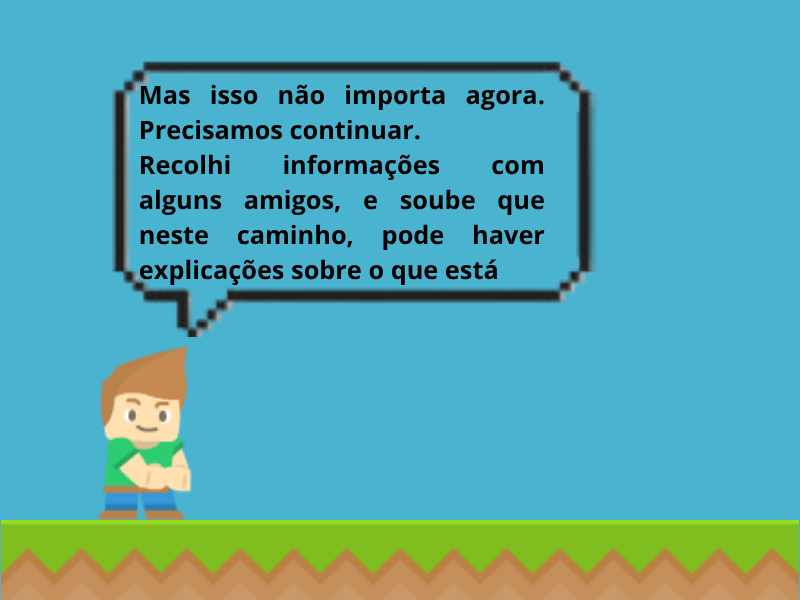 Mas isso não importa agora.
Precisamos continuar.
Recolhi informações com
alguns amigos, e soube que
neste caminho, pode haver
explicações sobre o que está